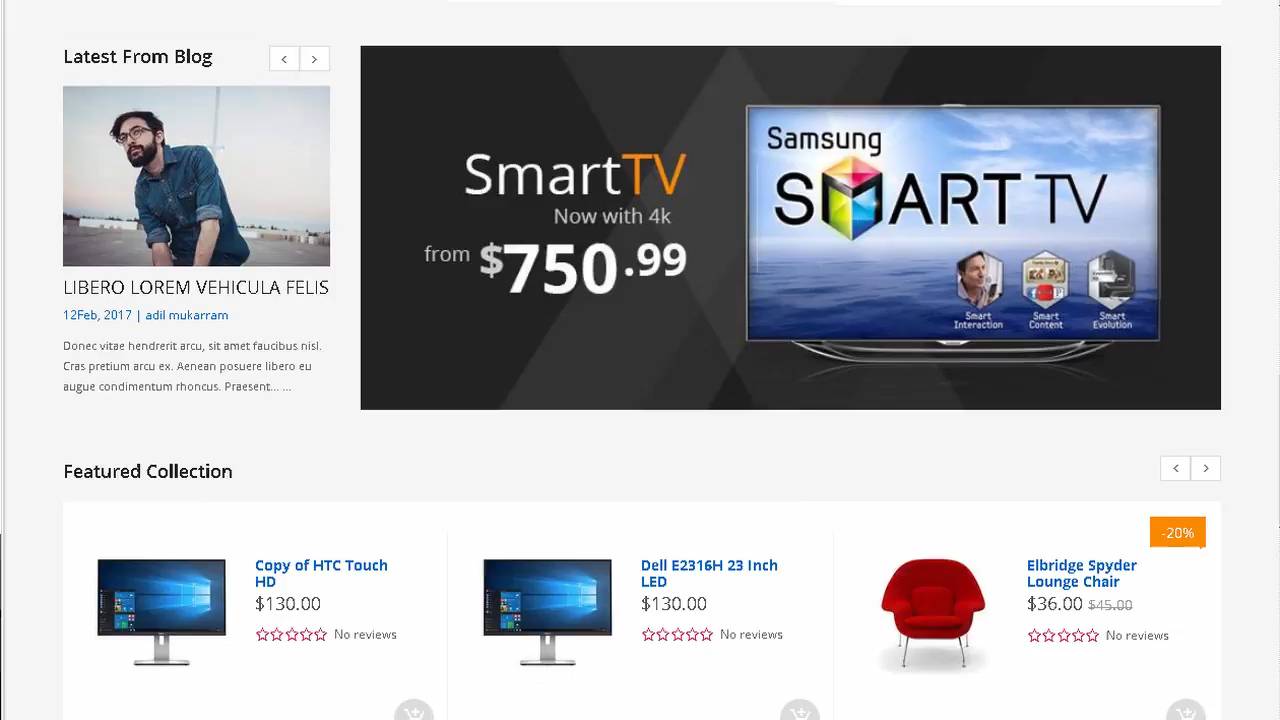 Latest From Blog
LIBERO LOREM VEHICULA FELIS
12Feb, 2017 | adil mukarram
Donec vitae hendrerit arcu, sit amet faucibus nisl.
Cras pretium arcu ex. Aenean posuere libero eu
augue condimentum rhoncus. Praesent... ...
SmartTV
Now with 4k
from $750.99
Samsung
SMART TV
Smart Interaction
Smart Content
Smart Evolution
Featured Collection
Copy of HTC Touch
HD
$130.00
No reviews
Dell E2316H 23 Inch
LED
$130.00
No reviews
-20%
Elbridge Spyder
Lounge Chair
$36.00 $45.00
No reviews